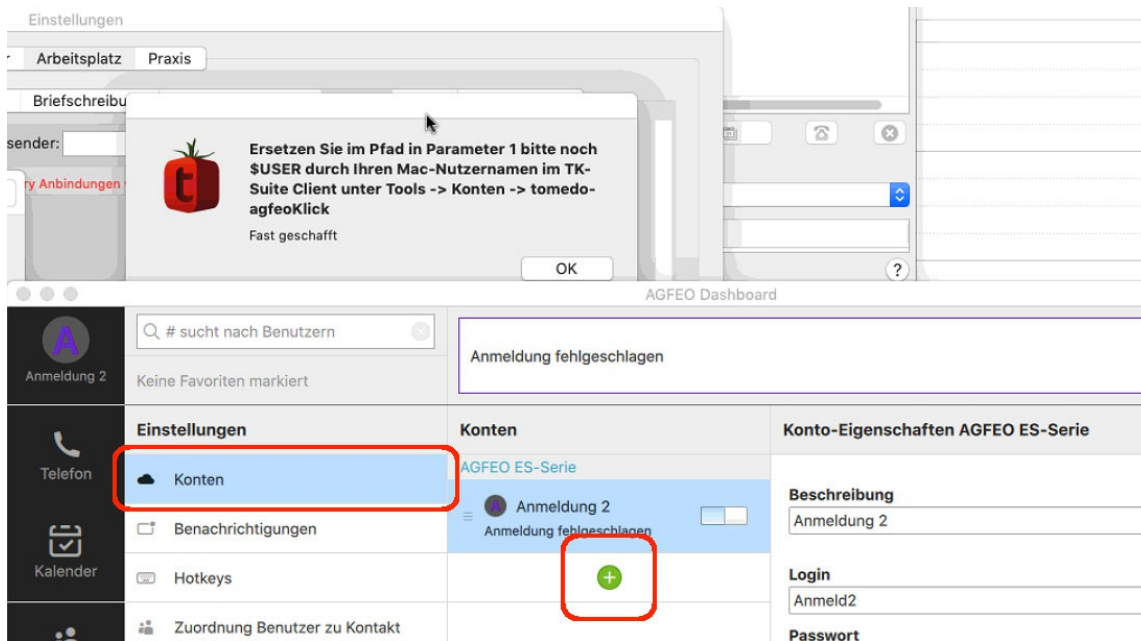 Einstellungen
Arbeitsplatz Praxis
Briefschreibu
sender:
ry Anbindungen
Ersetzen Sie im Pfad in Parameter 1 bitte noch
$USER durch Ihren Mac-Nutzernamen im TK-
Suite Client unter Tools -> Konten -> tomedo-
agfeoKlick
Fast geschafft
OK
?
AGFEO Dashboard
A
Anmeldung 2
# sucht nach Benutzern
Keine Favoriten markiert
Anmeldung fehlgeschlagen
Telefon
Kalender
Einstellungen
Konten
Benachrichtigungen
Hotkeys
Zuordnung Benutzer zu Kontakt
Konten
AGFEO ES-Serie
A Anmeldung 2
Anmeldung fehlgeschlagen
Konto-Eigenschaften AGFEO ES-Serie
Beschreibung
Anmeldung 2
Login
Anmeld2
Passwort